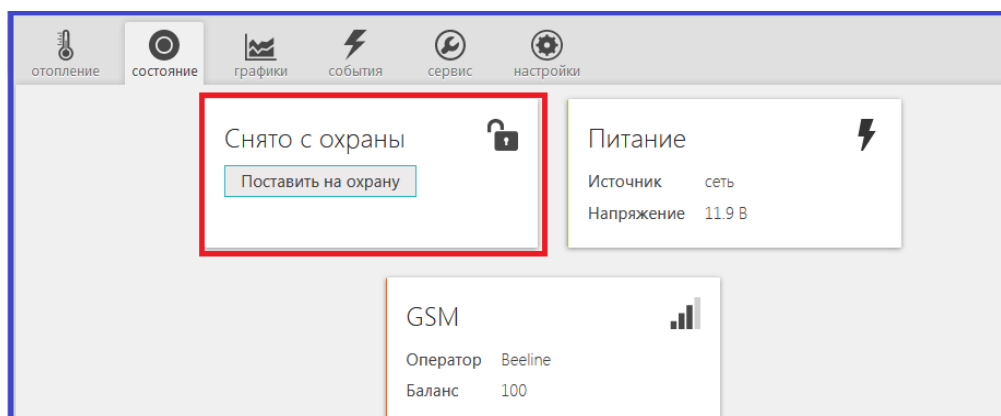 отопление состояние графики события сервис настройки
Снято с охраны
Поставить на охрану
Питание
Источник сеть
Напряжение 11.9 В
GSM
Оператор Beeline
Баланс 100